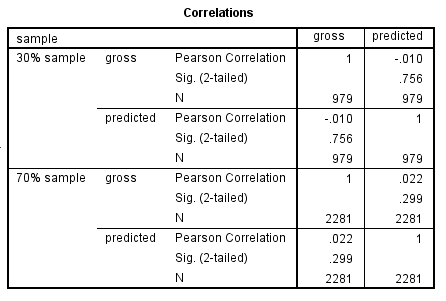 Correlations
sample gross predicted
30% sample gross Pearson Correlation 1 -.010
Sig. (2-tailed) .756
N 979 979
predicted Pearson Correlation -.010 1
Sig. (2-tailed) .756
N 979 979
70% sample gross Pearson Correlation 1 .022
Sig. (2-tailed) .299
N 2281 2281
predicted Pearson Correlation .022 1
Sig. (2-tailed) .299
N 2281 2281